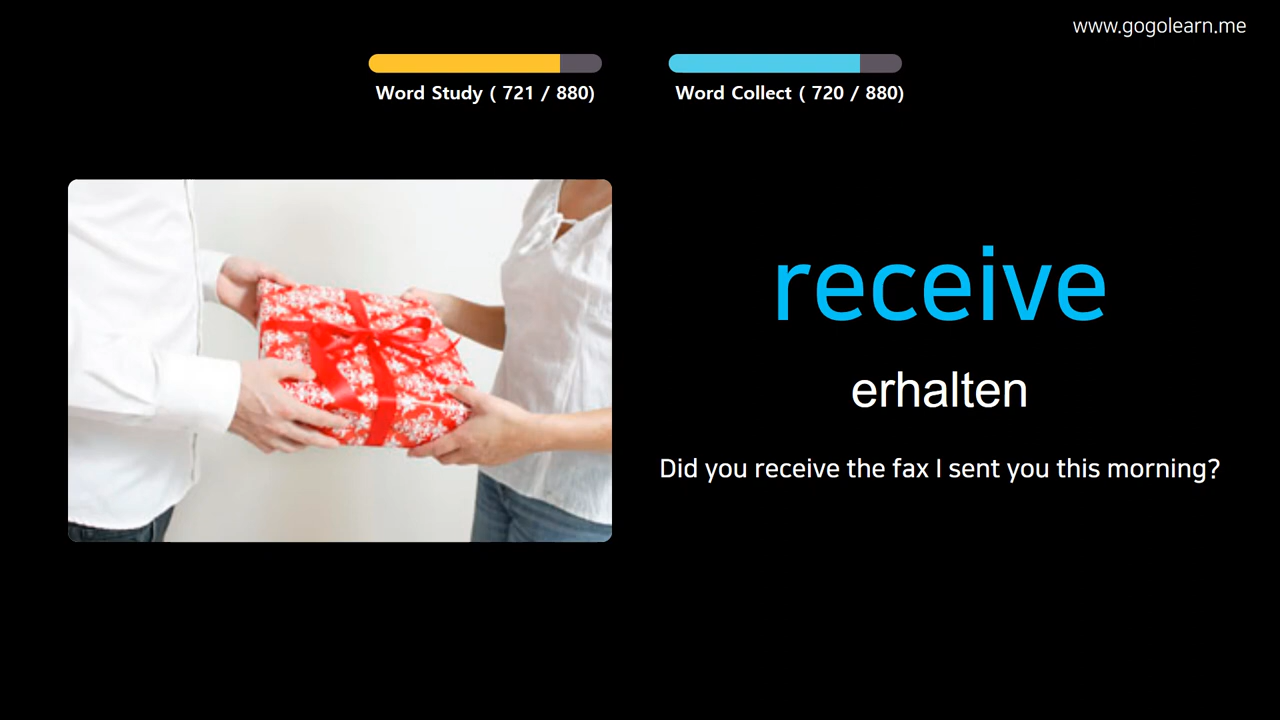 www.gogolearn.me
Word Study ( 721 / 880)
Word Collect ( 720 / 880)
receive
erhalten
Did you receive the fax I sent you this morning?